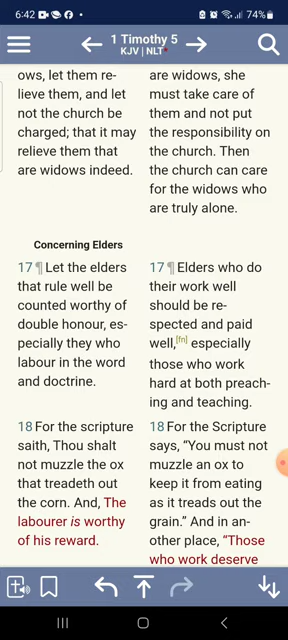 6:42
74%
1 Timothy 5
KJV | NLT
ows, let them re-
lieve them, and let
not the church be
charged; that it may
relieve them that
are widows indeed.
are widows, she
must take care of
them and not put
the responsibility on
the church. Then
the church can care
for the widows who
are truly alone.
Concerning Elders
17 ¶ Let the elders
that rule well be
counted worthy of
double honour, es-
pecially they who
labour in the word
and doctrine.
17 ¶ Elders who do
their work well
should be re-
spected and paid
well,[fn] especially
those who work
hard at both preach-
ing and teaching.
18 For the scripture
saith, Thou shalt
not muzzle the ox
that treadeth out
the corn. And, The
labourer is worthy
of his reward.
18 For the Scripture
says, “You must not
muzzle an ox to
keep it from eating
as it treads out the
grain.” And in an-
other place, “Those
who work deserve